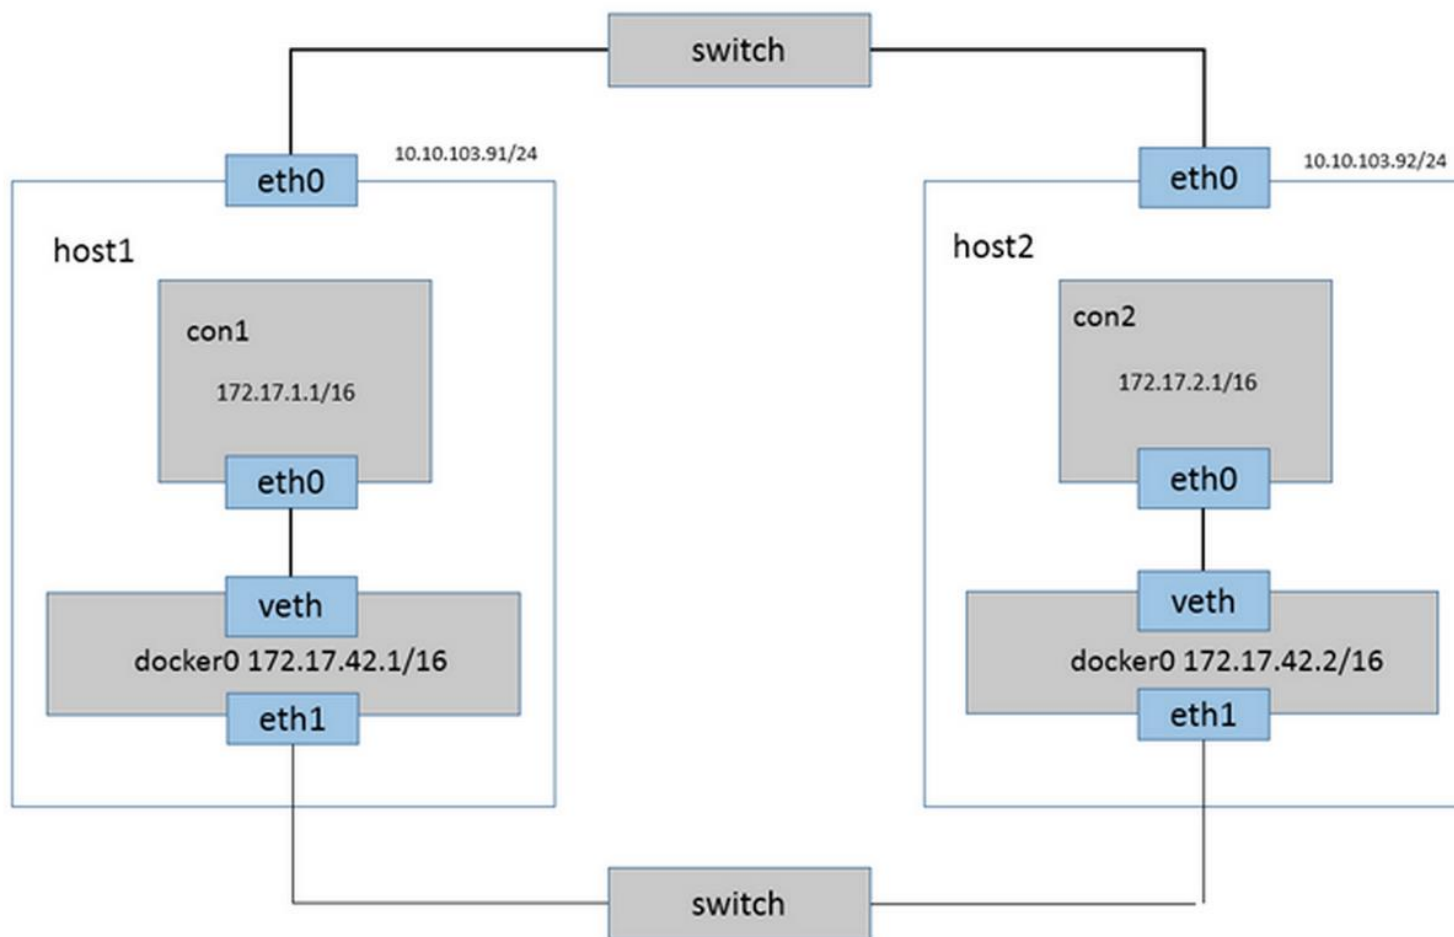 switch
10.10.103.91/24
eth0
10.10.103.92/24
eth0
host1
host2
con1
172.17.1.1/16
eth0
con2
172.17.2.1/16
eth0
veth
docker0 172.17.42.1/16
eth1
veth
docker0 172.17.42.2/16
eth1
switch